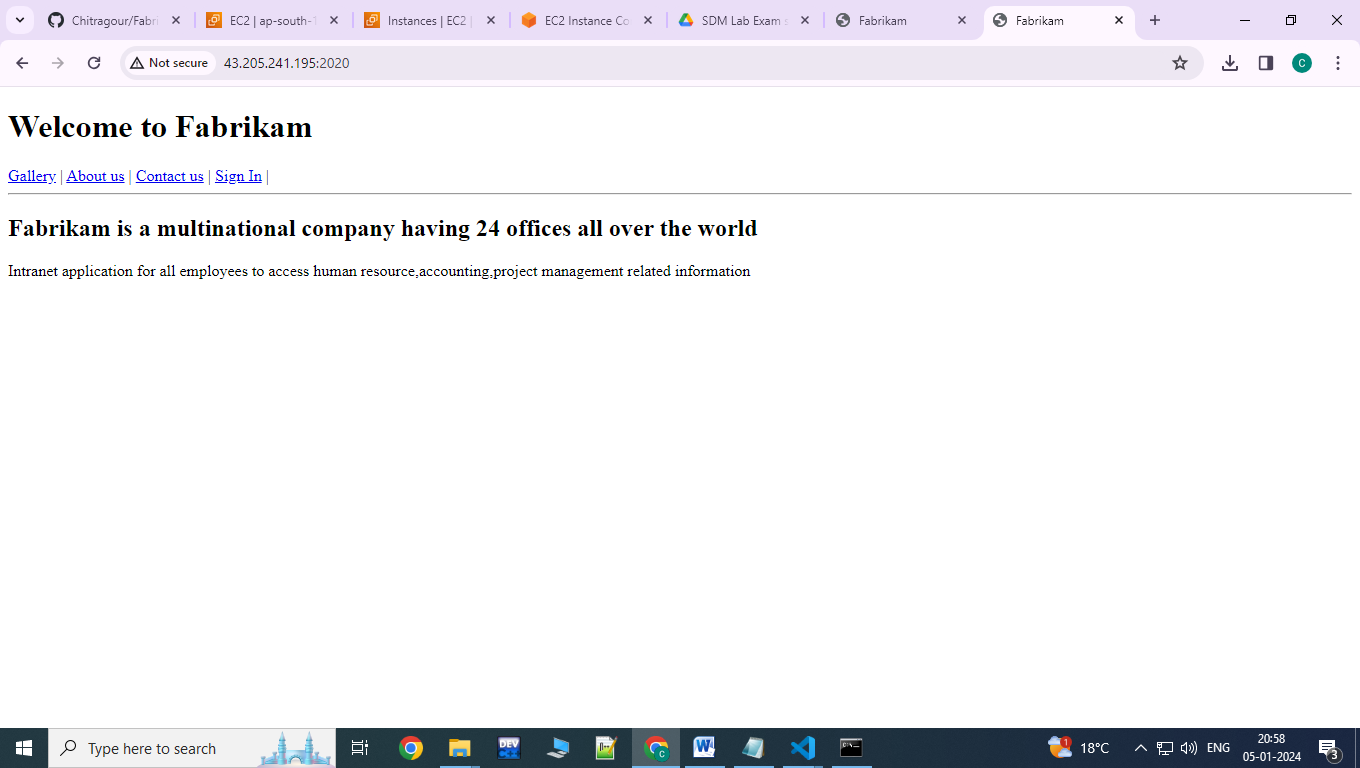 Chitragour/Fabri
EC2 | ap-south-1
Instances | EC2 |
EC2 Instance Co
SDM Lab Exam s
Fabrikam
Fabrikam
Not secure
43.205.241.195:2020
C
Welcome to Fabrikam
Gallery | About us | Contact us | Sign In |
Fabrikam is a multinational company having 24 offices all over the world
Intranet application for all employees to access human resource,accounting,project management related information
Type here to search
DEV
C
W
1
18°C
ENG
20:58
05-01-2024
3